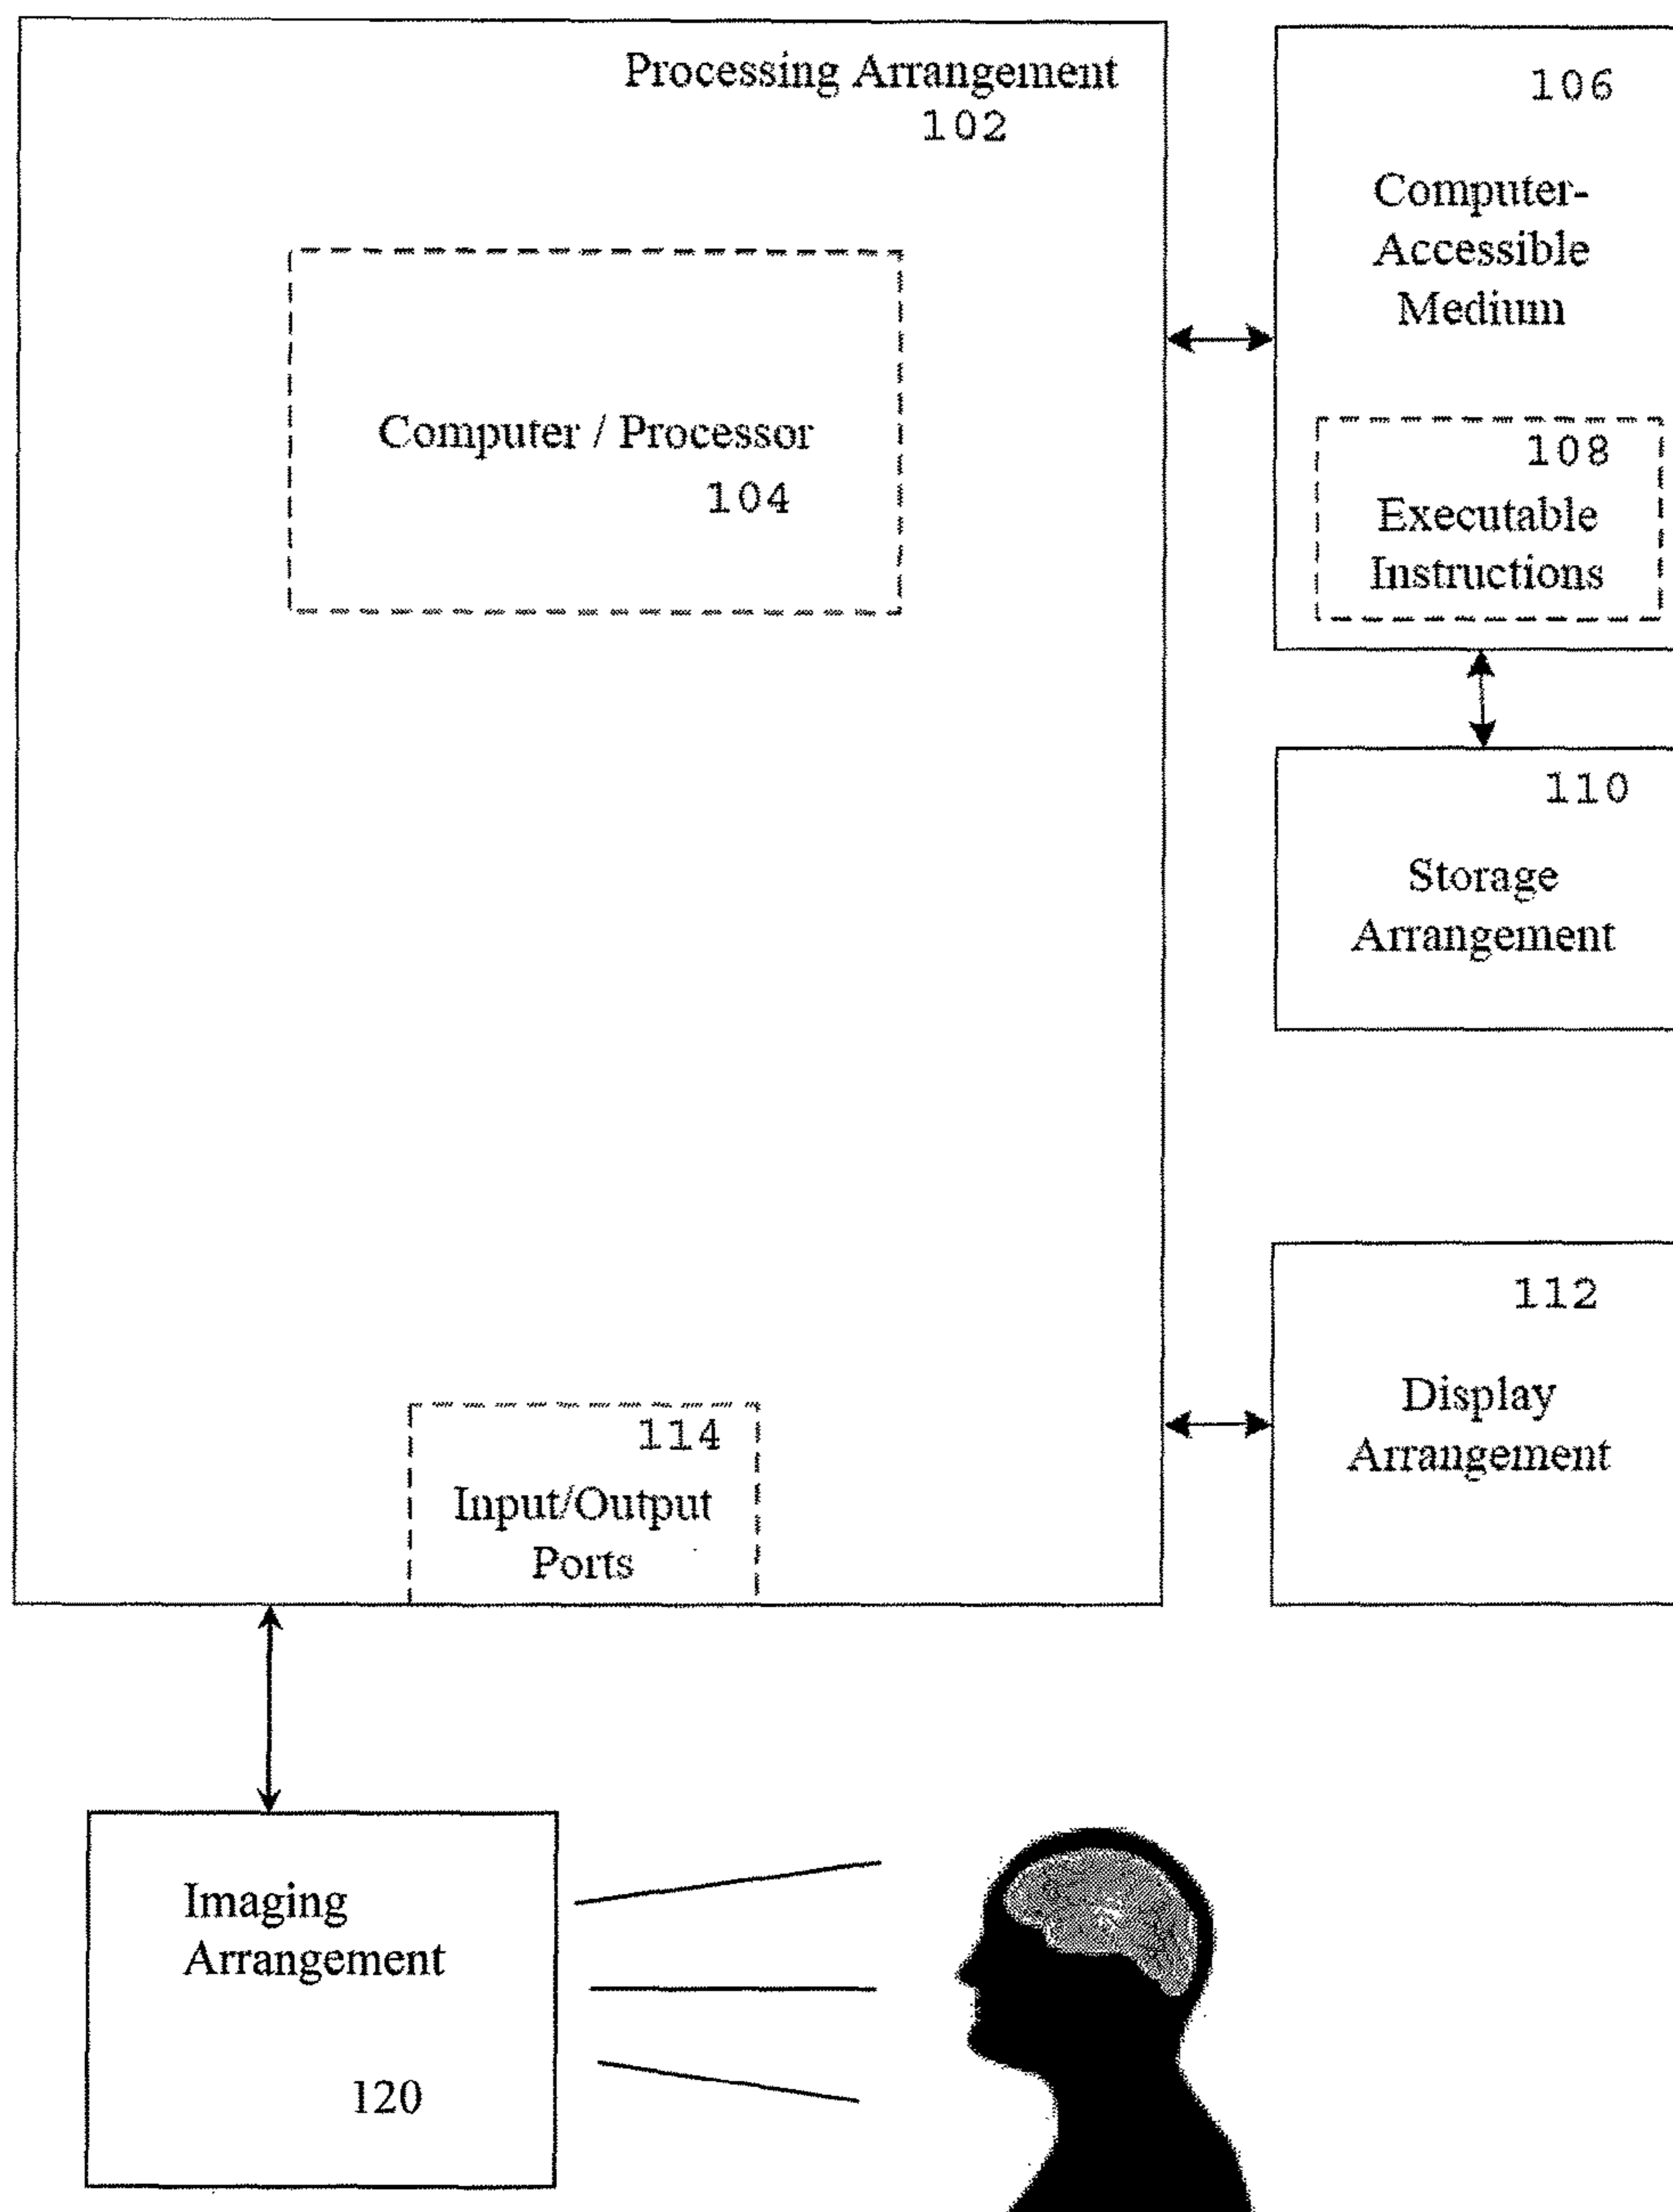 Processing Arrangement
102
Computer / Processor
104
106
Computer-
Accessible
Medium
108
Executable
Instructions
110
Storage
Arrangement
112
Display
Arrangement
114
Input/Output
Ports
Imaging
Arrangement
120